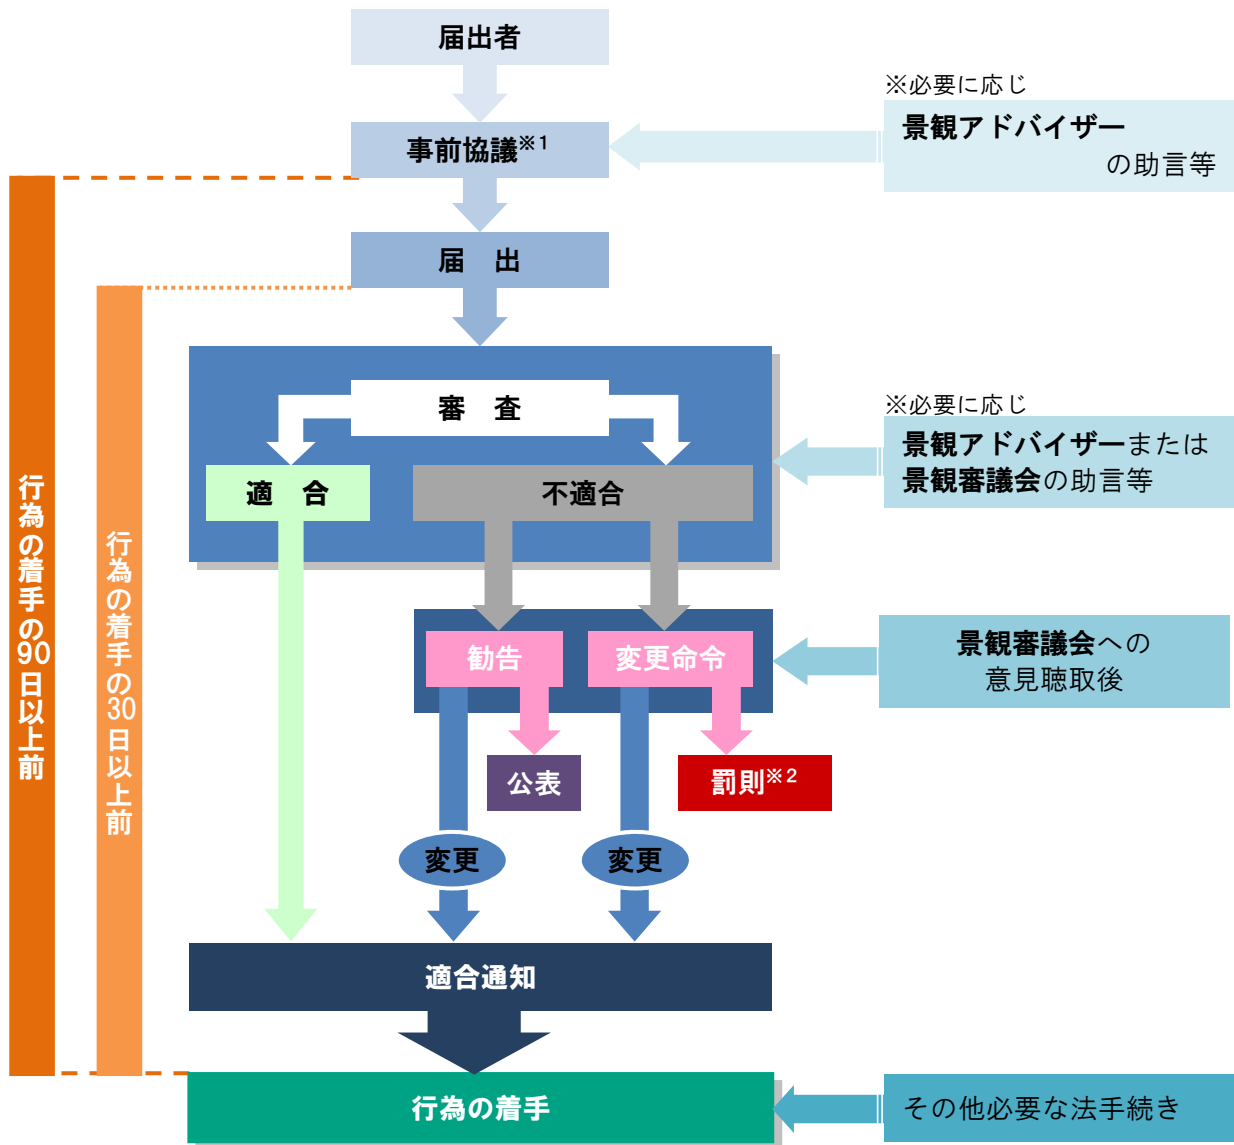 届出者
※必要に応じ
景観アドバイザー
の助言等
事前協議※1
届　出
審　査
※必要に応じ
景観アドバイザーまたは
景観審議会の助言等
適　合
不適合
行為の着手の90日以上前
行為の着手の30日以上前
勧告
変更命令
景観審議会への
意見聴取後
公表
罰則※2
変更
変更
適合通知
行為の着手
その他必要な法手続き